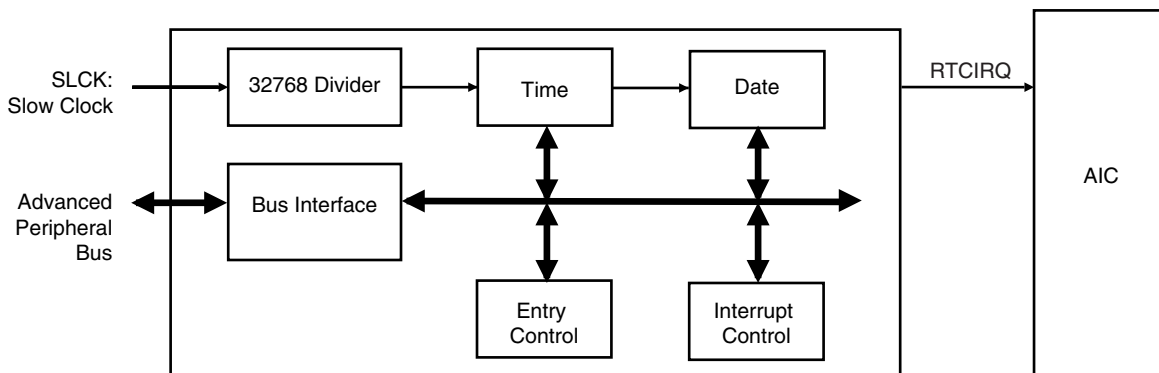 SLCK:
Slow Clock
32768 Divider
Time
Date
RTCIRQ
AIC
Advanced
Peripheral
Bus
Bus Interface
Entry
Control
Interrupt
Control